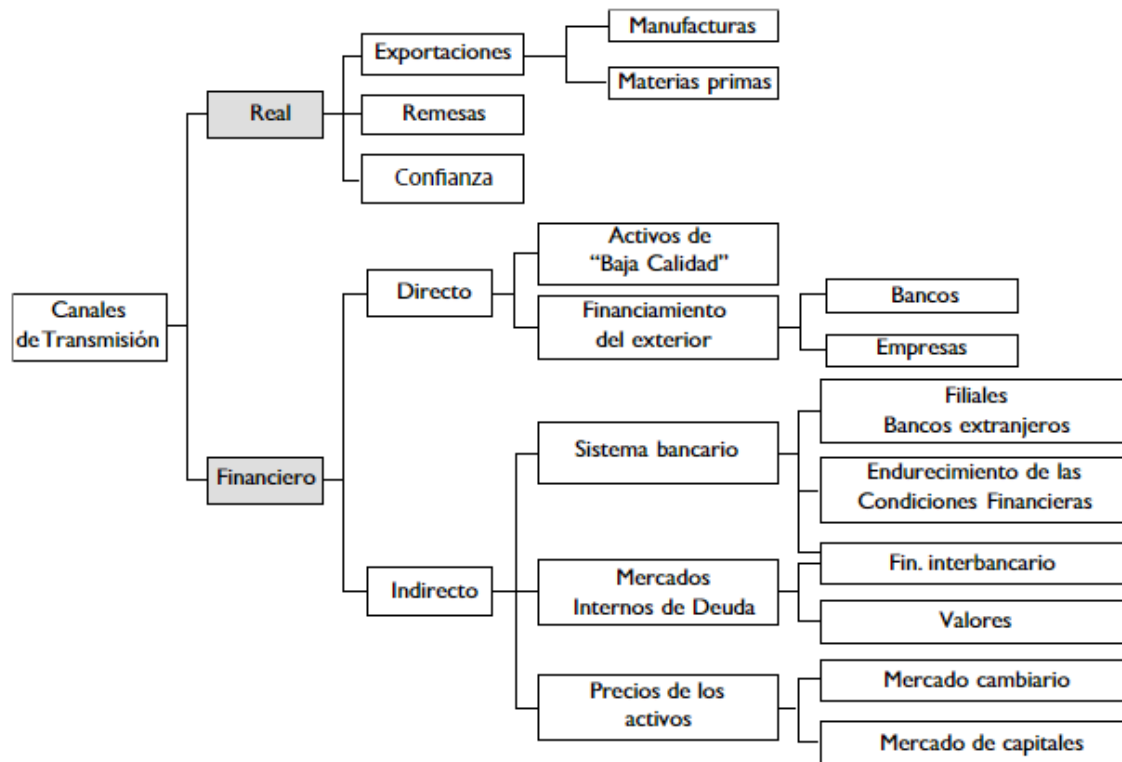 Manufacturas
Exportaciones
Materias primas
Real
Remesas
Confianza
Activos de
“Baja Calidad”
Directo
Bancos
Financiamiento
del exterior
Canales
de Transmisión
Empresas
Filiales
Bancos extranjeros
Sistema bancario
Financiero
Endurecimiento de las
Condiciones Financieras
Fin. interbancario
Mercados
Internos de Deuda
Indirecto
Valores
Mercado cambiario
Precios de los
activos
Mercado de capitales